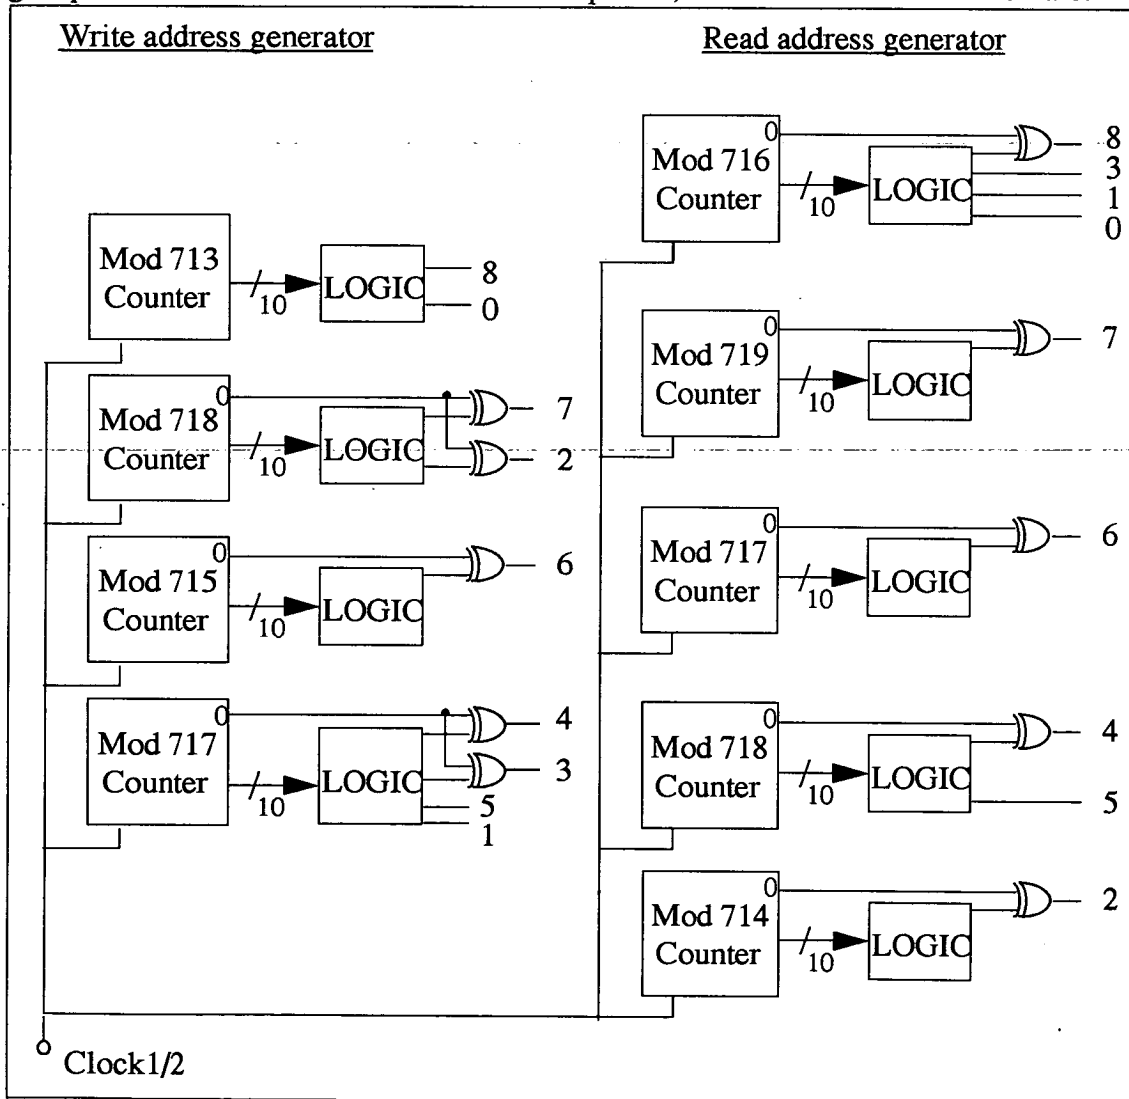 Write address generator
Read address generator
0
Mod 716
Counter
10
LOGIC
8
3
1
0
Mod 713
Counter
10
LOGIC
8
0
0
Mod 719
Counter
10
LOGIC
7
0
Mod 718
Counter
10
LOGIC
7
2
0
Mod 717
Counter
10
LOGIC
6
0
Mod 715
Counter
10
LOGIC
6
0
Mod 717
Counter
10
LOGIC
4
3
5
1
0
Mod 718
Counter
10
LOGIC
4
5
0
Mod 714
Counter
10
LOGIC
2
Clock1/2